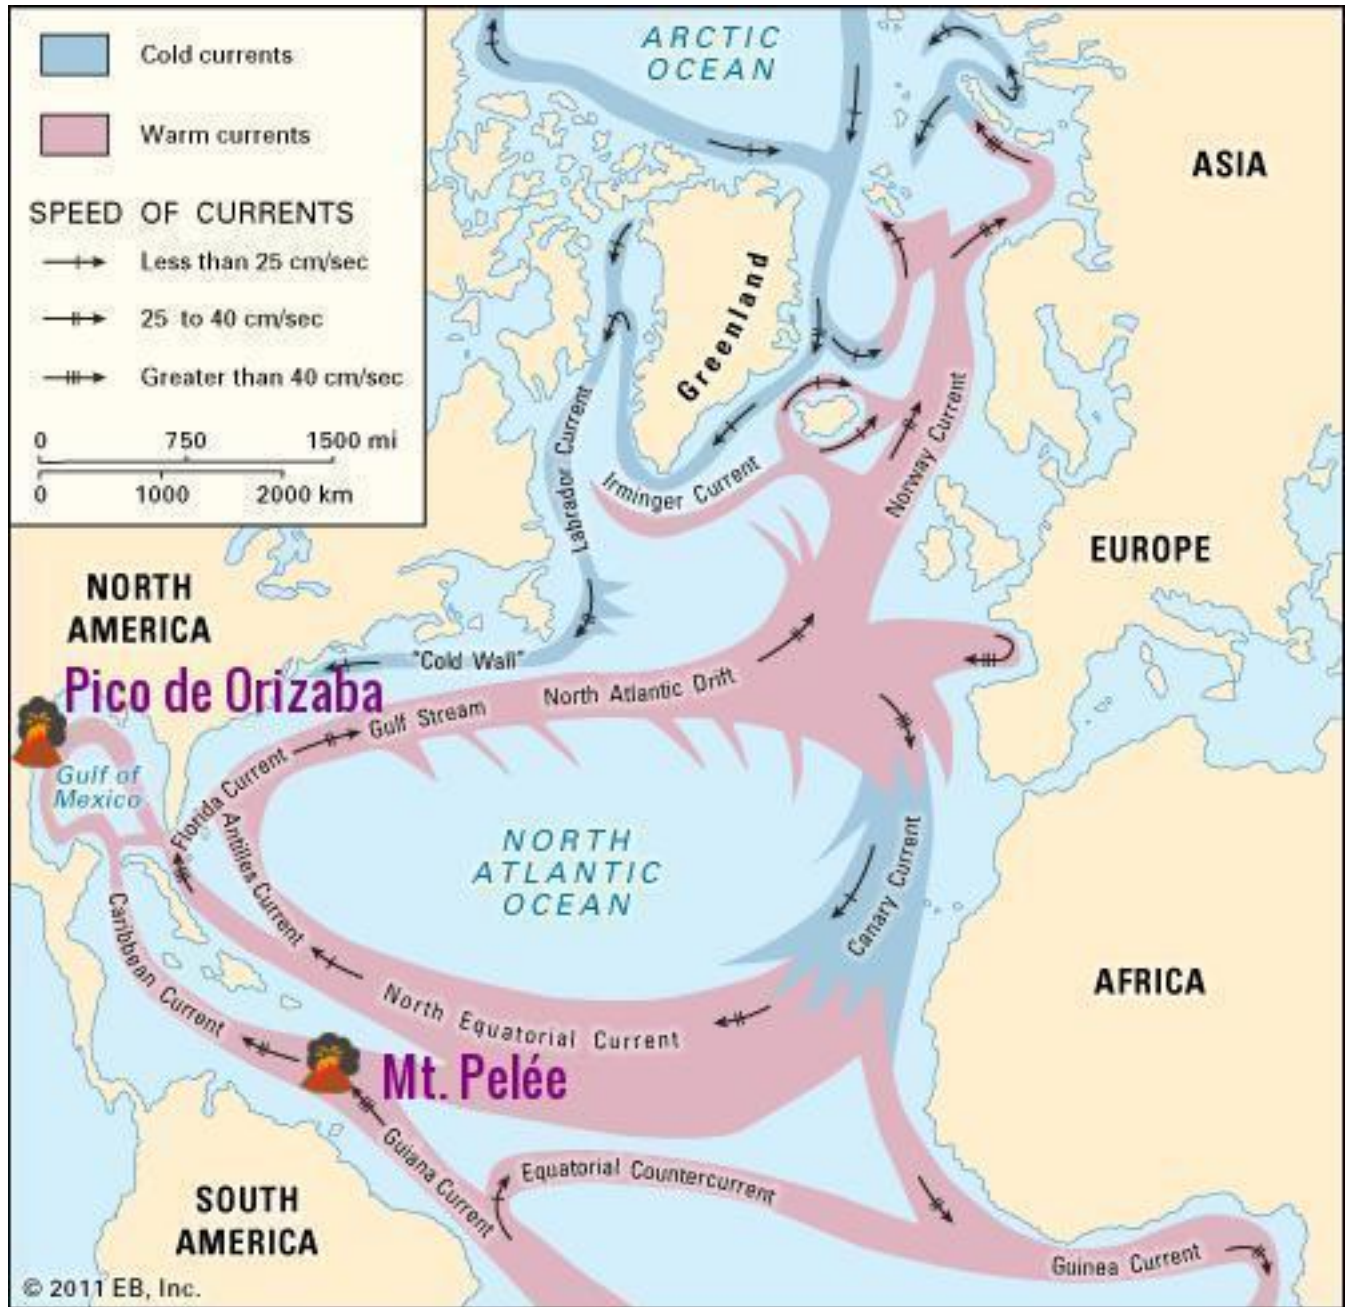 Cold currents
Warm currents
SPEED OF CURRENTS
Less than 25 cm/sec
25 to 40 cm/sec
Greater than 40 cm/sec
0 750 1500 mi
0 1000 2000 km
ARCTIC
OCEAN
ASIA
Greenland
Labrador Current
Irminger Current
Norway Current
EUROPE
NORTH
AMERICA
"Cold Wall"
Pico de Orizaba
North Atlantic Drift
Gulf Stream
Gulf of
Mexico
Florida Current
Antilles Current
NORTH
ATLANTIC
OCEAN
Canary Current
Caribbean Current
AFRICA
North Equatorial Current
Mt. Pelée
Guiana Current
Equatorial Countercurrent
SOUTH
AMERICA
Guinea Current
© 2011 EB, Inc.